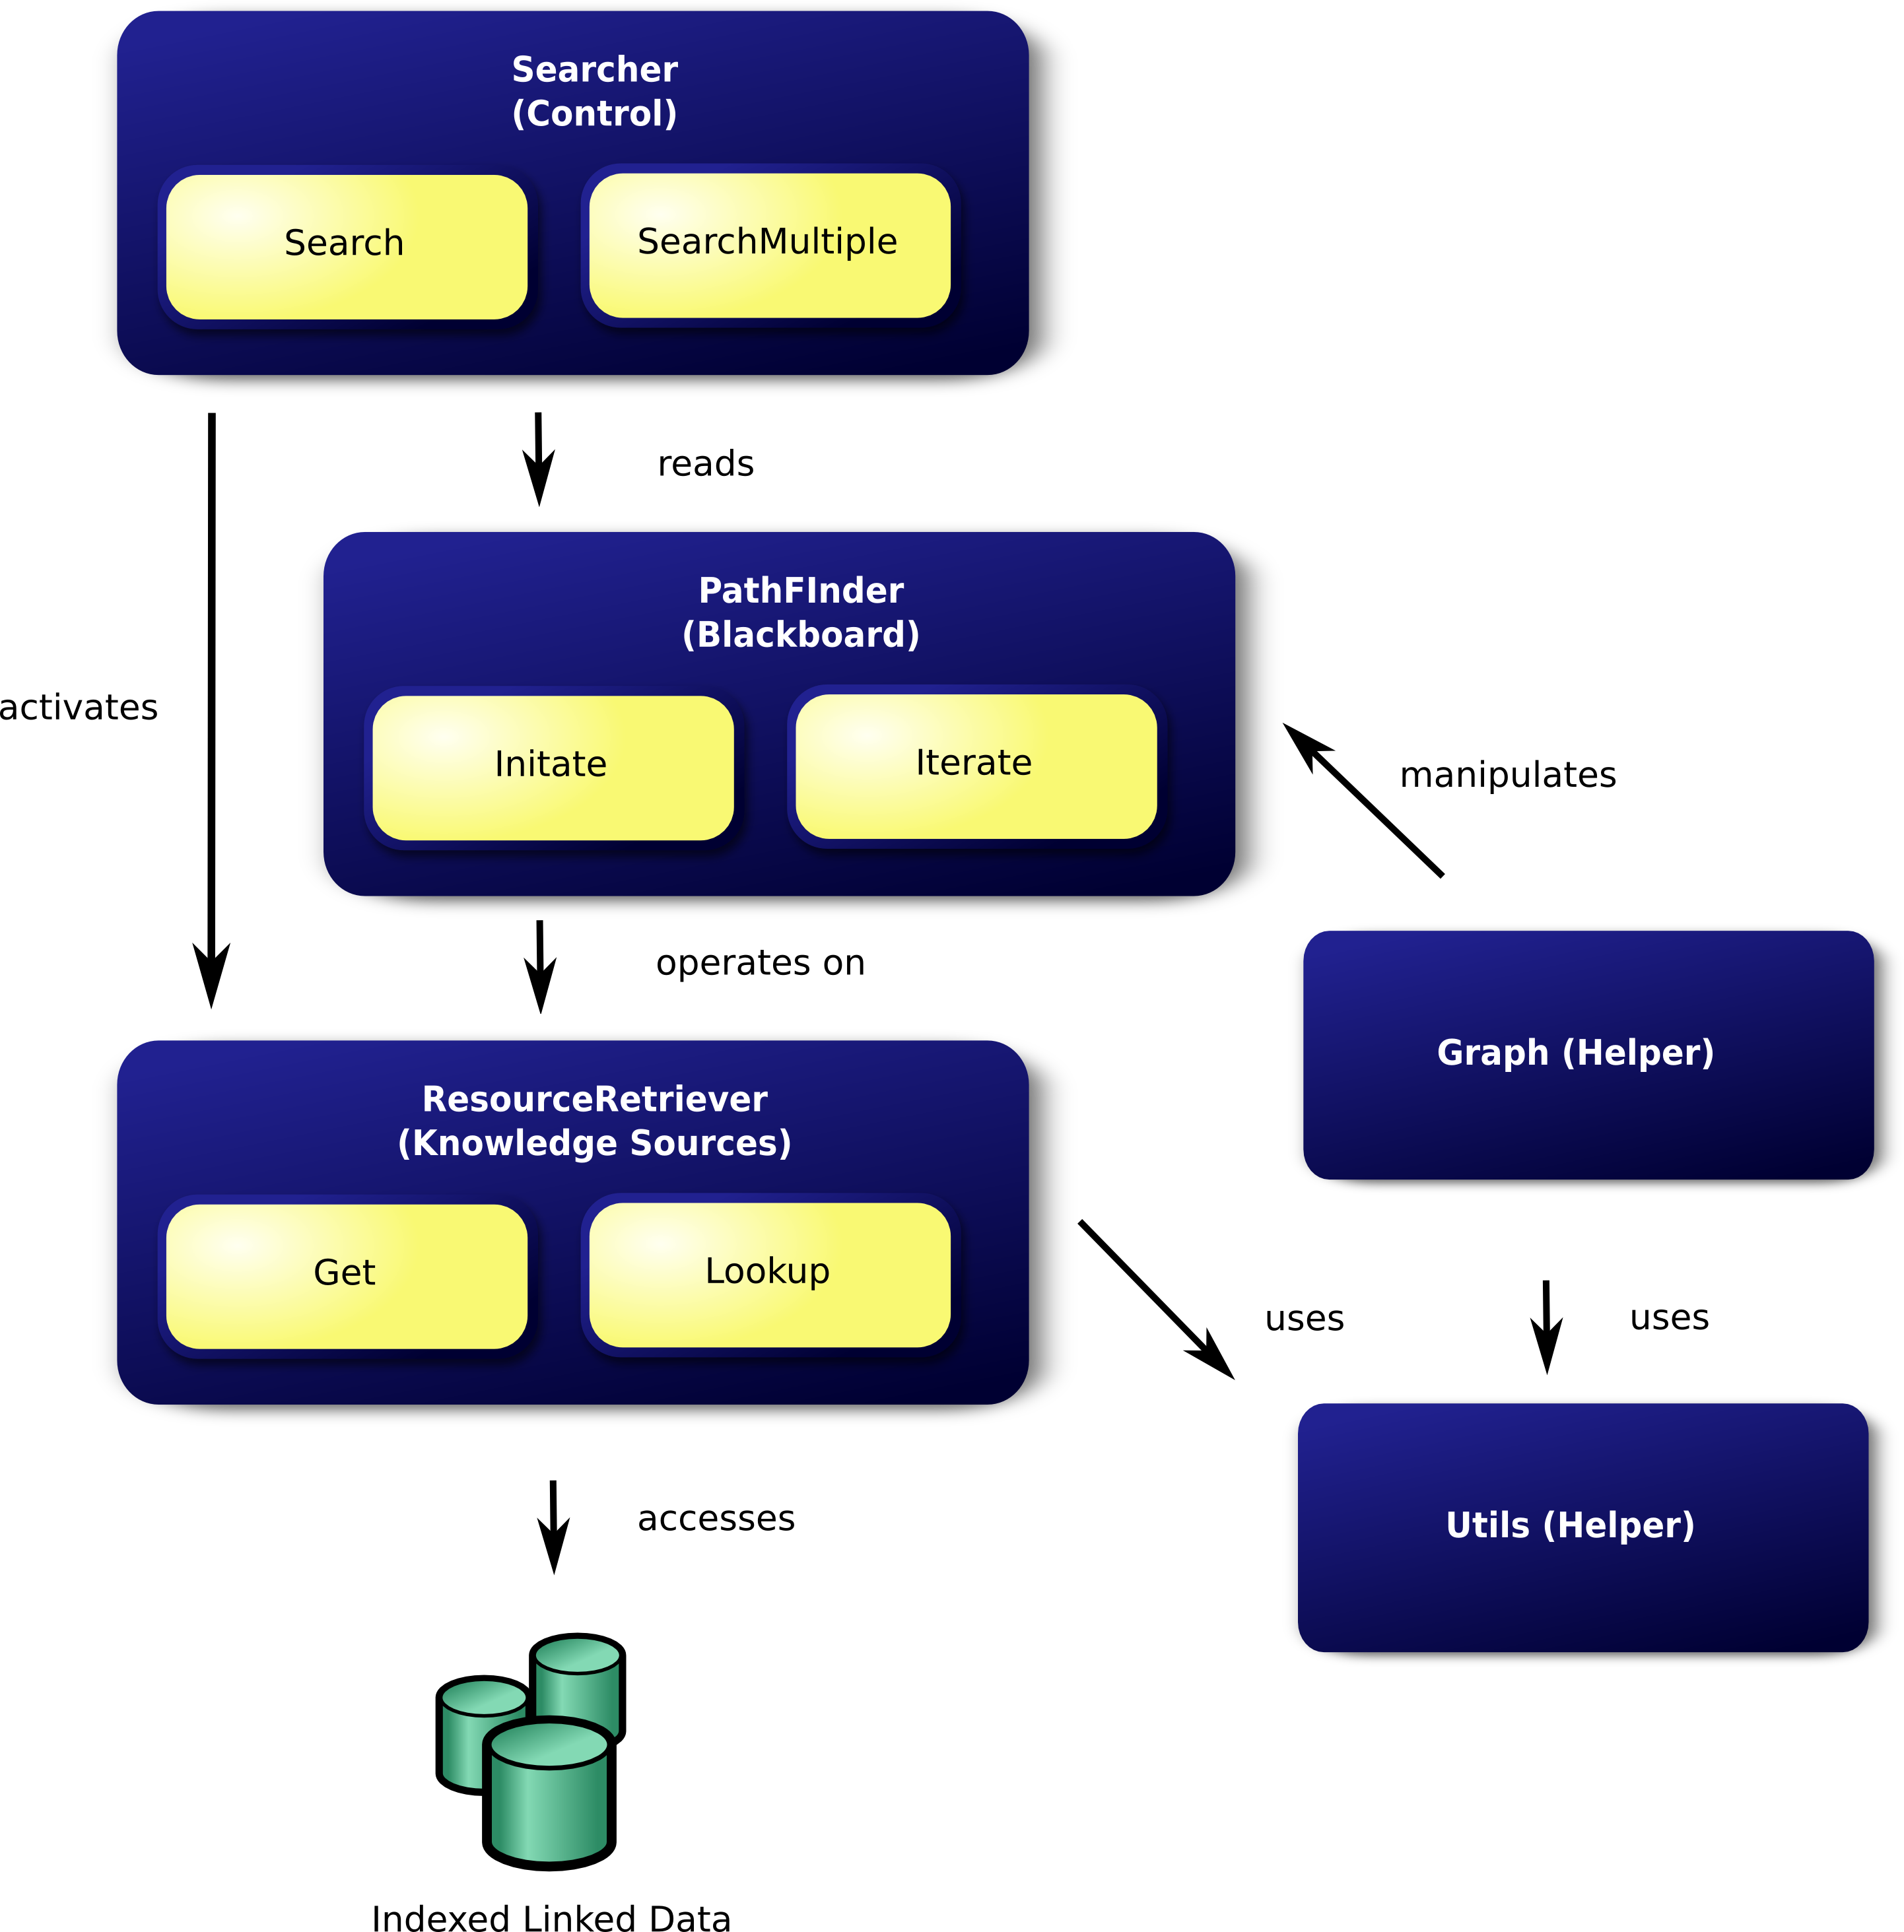 Searcher
(Control)
Search
SearchMultiple
reads
activates
PathFInder
(Blackboard)
Initate
Iterate
manipulates
operates on
Graph (Helper)
ResourceRetriever
(Knowledge Sources)
Get
Lookup
uses
uses
accesses
Utils (Helper)
Indexed Linked Data